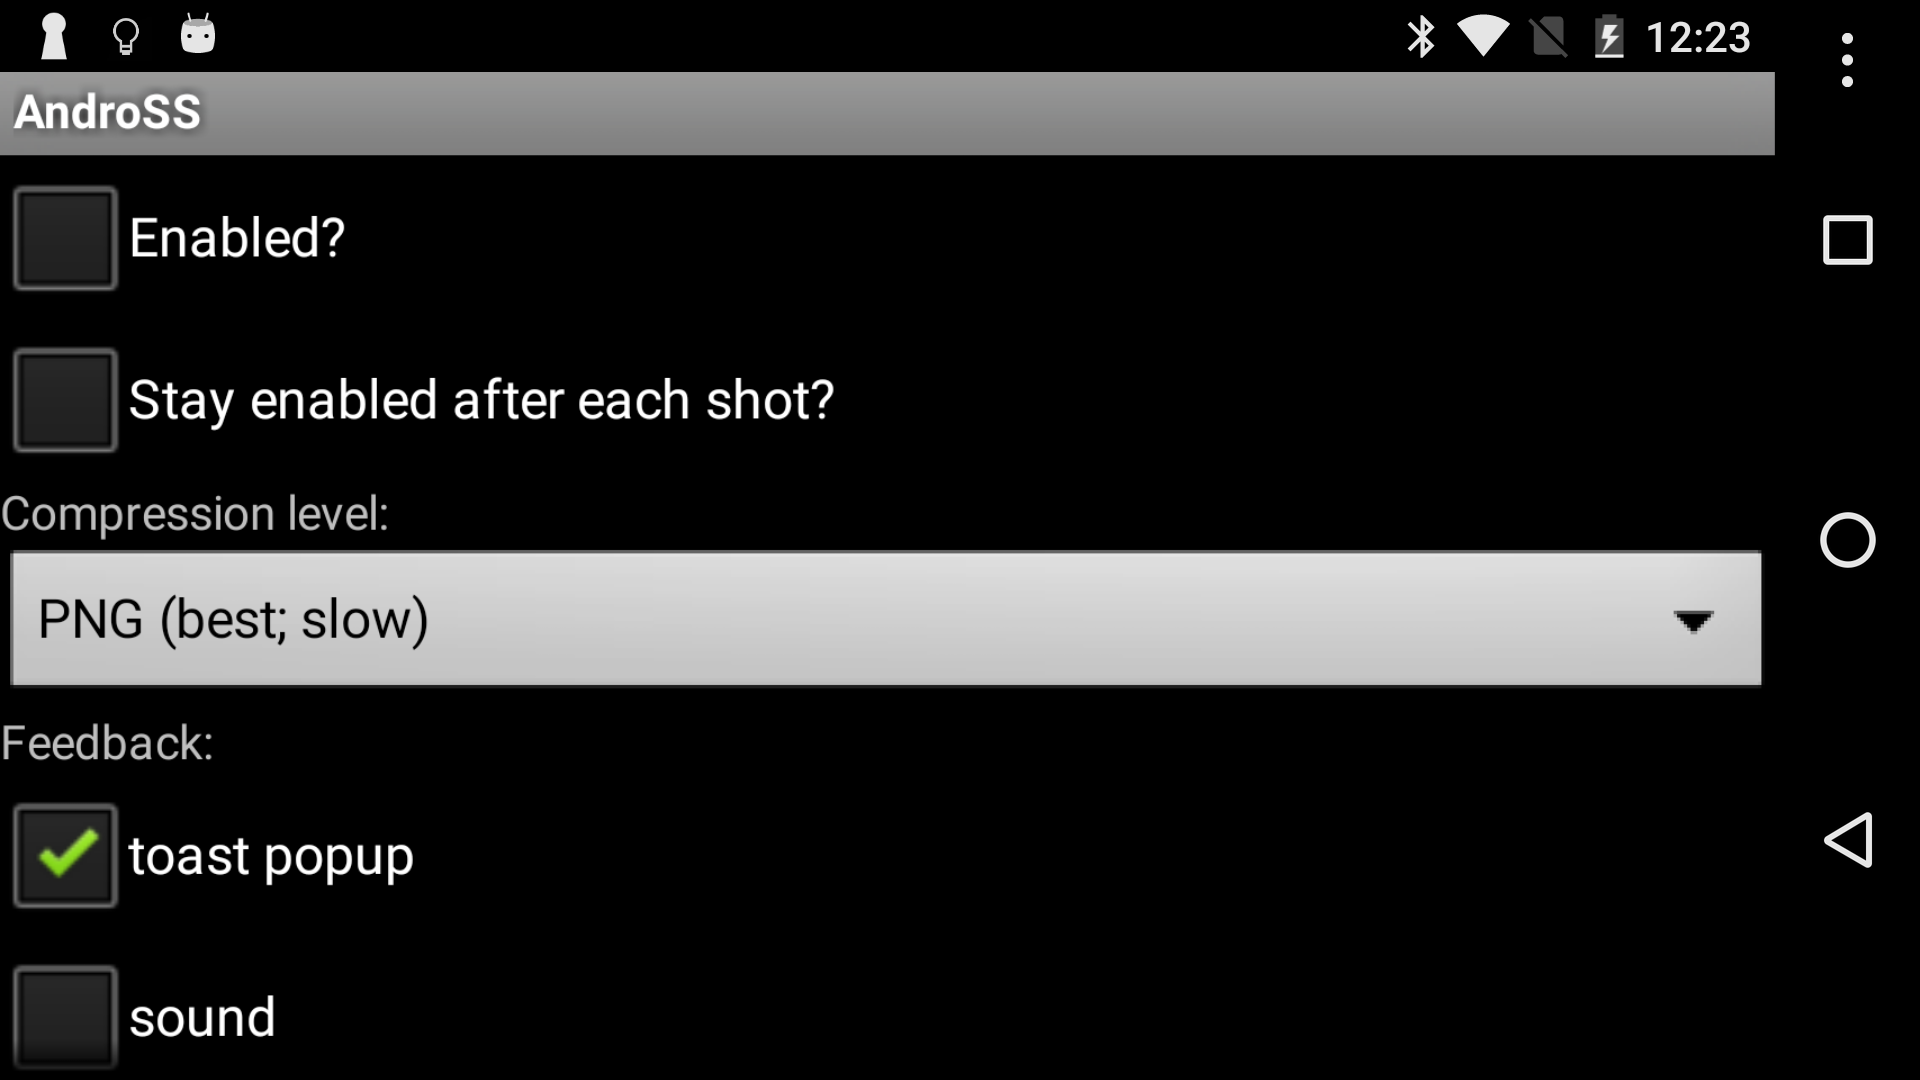 12:23
AndroSS
Enabled?
Stay enabled after each shot?
Compression level:
PNG (best; slow)
Feedback:
toast popup
sound